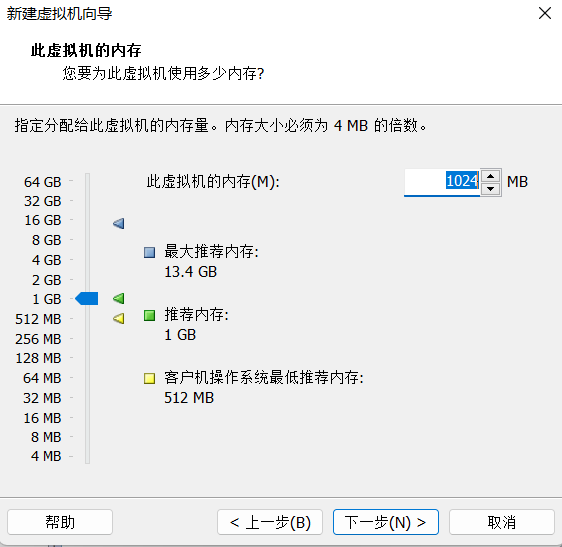 新建虚拟机向导
此虚拟机的内存
您要为此虚拟机使用多少内存?
指定分配给此虚拟机的内存量。内存大小必须为 4 MB 的倍数。
64 GB
32 GB
16 GB
8 GB
4 GB
2 GB
1 GB
512 MB
256 MB
128 MB
64 MB
32 MB
16 MB
8 MB
4 MB
此虚拟机的内存(M): 1024 MB
最大推荐内存:
13.4 GB
推荐内存:
1 GB
客户机操作系统最低推荐内存:
512 MB
帮助 < 上一步(B) 下一步(N) > 取消